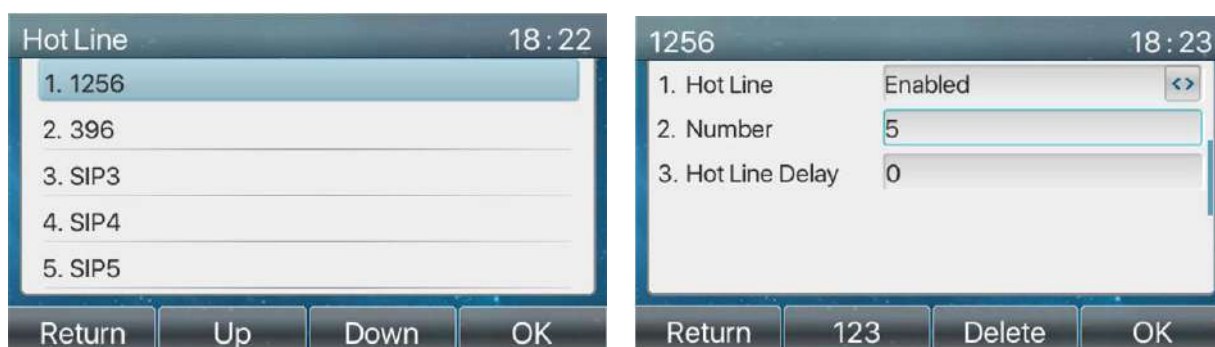 Hot Line 18:22
1. 1256
2. 396
3. SIP3
4. SIP4
5. SIP5
Return Up Down OK
1256 18:23
1. Hot Line Enabled <>
2. Number 5
3. Hot Line Delay 0
Return 123 Delete OK